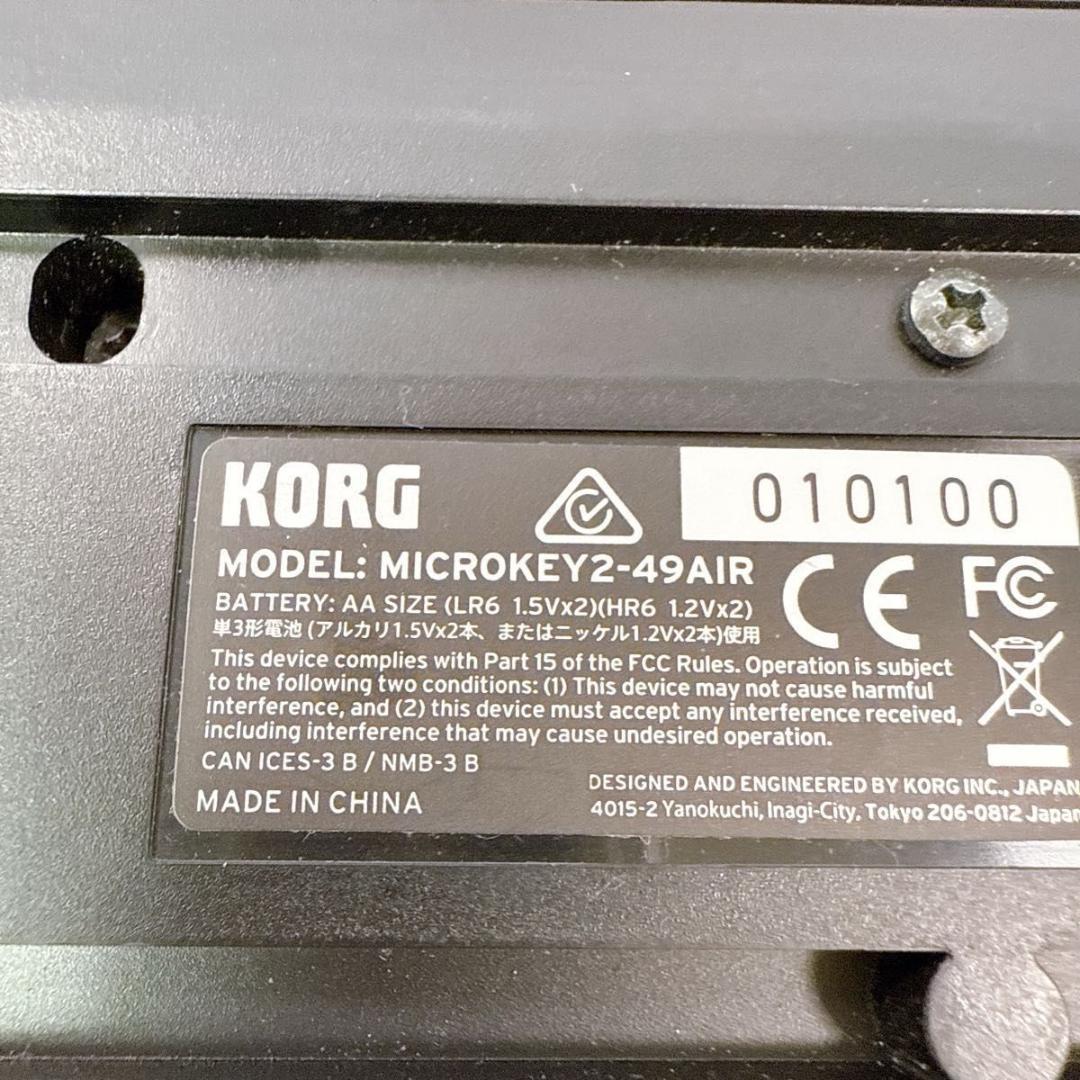 KORG
010100
MODEL: MICROKEY2-49AIR
CE FC
BATTERY: AA SIZE (LR6 1.5Vx2)(HR6 1.2Vx2)
単3形電池 (アルカリ1.5Vx2本、またはニッケル1.2Vx2本)使用
This device complies with Part 15 of the FCC Rules. Operation is subject
to the following two conditions: (1) This device may not cause harmful
interference, and (2) this device must accept any interference received,
including interference that may cause undesired operation.
CAN ICES-3 B / NMB-3 B
MADE IN CHINA
DESIGNED AND ENGINEERED BY KORG INC., JAPAN
4015-2 Yanokuchi, Inagi-City, Tokyo 206-0812 Japan